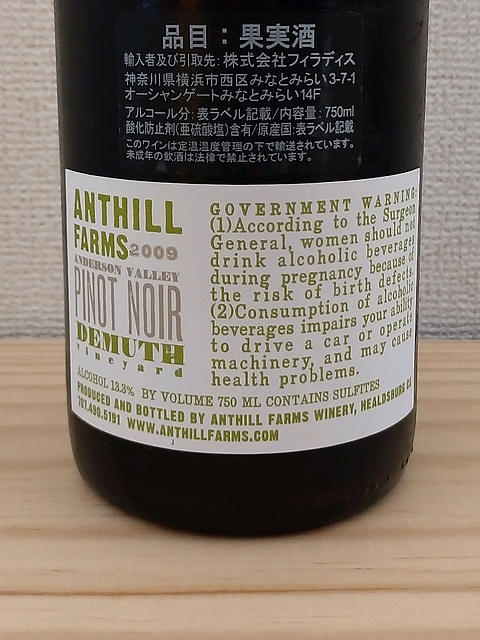 品目：果実酒
輸入者及び引取先：株式会社フィラディス
神奈川県横浜市西区みなとみらい3-7-1
オーシャンゲートみなとみらい14F
アルコール分：表ラベル記載/内容量：750ml
酸化防止剤(亜硫酸塩)含有/原産国：表ラベル記載
このワインは定温温度管理の下で輸送されています。
未成年の飲酒は法律で禁止されています。
ANTHILL
FARMS 2009
ANDERSON VALLEY
PINOT NOIR
DEMUTH
vineyard
GOVERNMENT WARNING:
(1)According to the Surgeon
General, women should not
drink alcoholic beverages
during pregnancy because of
the risk of birth defects.
(2)Consumption of alcoholic
beverages impairs your ability
to drive a car or operate
machinery, and may cause
health problems.
ALCOHOL 13.3% BY VOLUME 750 ML CONTAINS SULFITES
PRODUCED AND BOTTLED BY ANTHILL FARMS WINERY, HEALDSBURG CA
707.490.5191 WWW.ANTHILLFARMS.COM